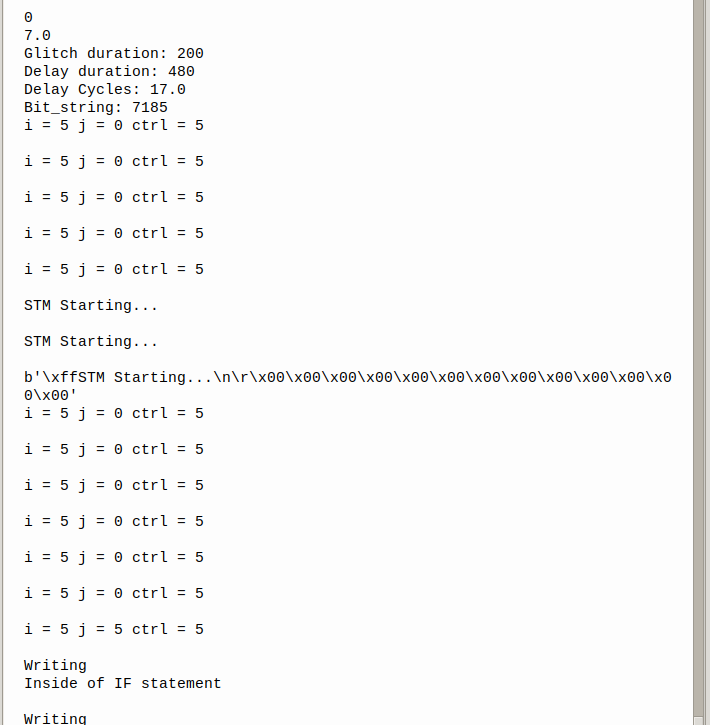 0
7.0
Glitch duration: 200
Delay duration: 480
Delay Cycles: 17.0
Bit_string: 7185
i = 5 j = 0 ctrl = 5
i = 5 j = 0 ctrl = 5
i = 5 j = 0 ctrl = 5
i = 5 j = 0 ctrl = 5
i = 5 j = 0 ctrl = 5
STM Starting...
STM Starting...
b'\xffSTM Starting...\n\r\x00\x00\x00\x00\x00\x00\x00\x00\x00\x00\x00\x0
0\x00'
i = 5 j = 0 ctrl = 5
i = 5 j = 0 ctrl = 5
i = 5 j = 0 ctrl = 5
i = 5 j = 0 ctrl = 5
i = 5 j = 0 ctrl = 5
i = 5 j = 0 ctrl = 5
i = 5 j = 5 ctrl = 5
Writing
Inside of IF statement
Writing